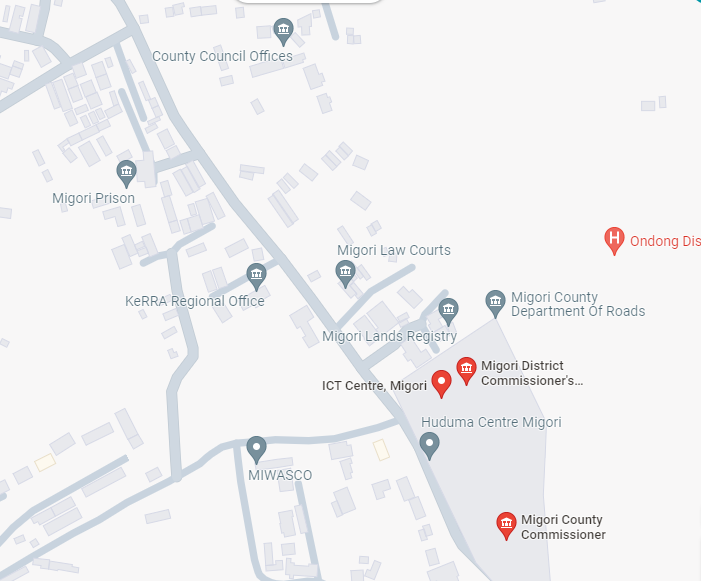 County Council Offices
Migori Prison
Ondong Dis
Migori Law Courts
KeRRA Regional Office
Migori County
Department Of Roads
Migori Lands Registry
Migori District
Commissioner's...
ICT Centre, Migori
Huduma Centre Migori
MIWASCO
Migori County
Commissioner
H